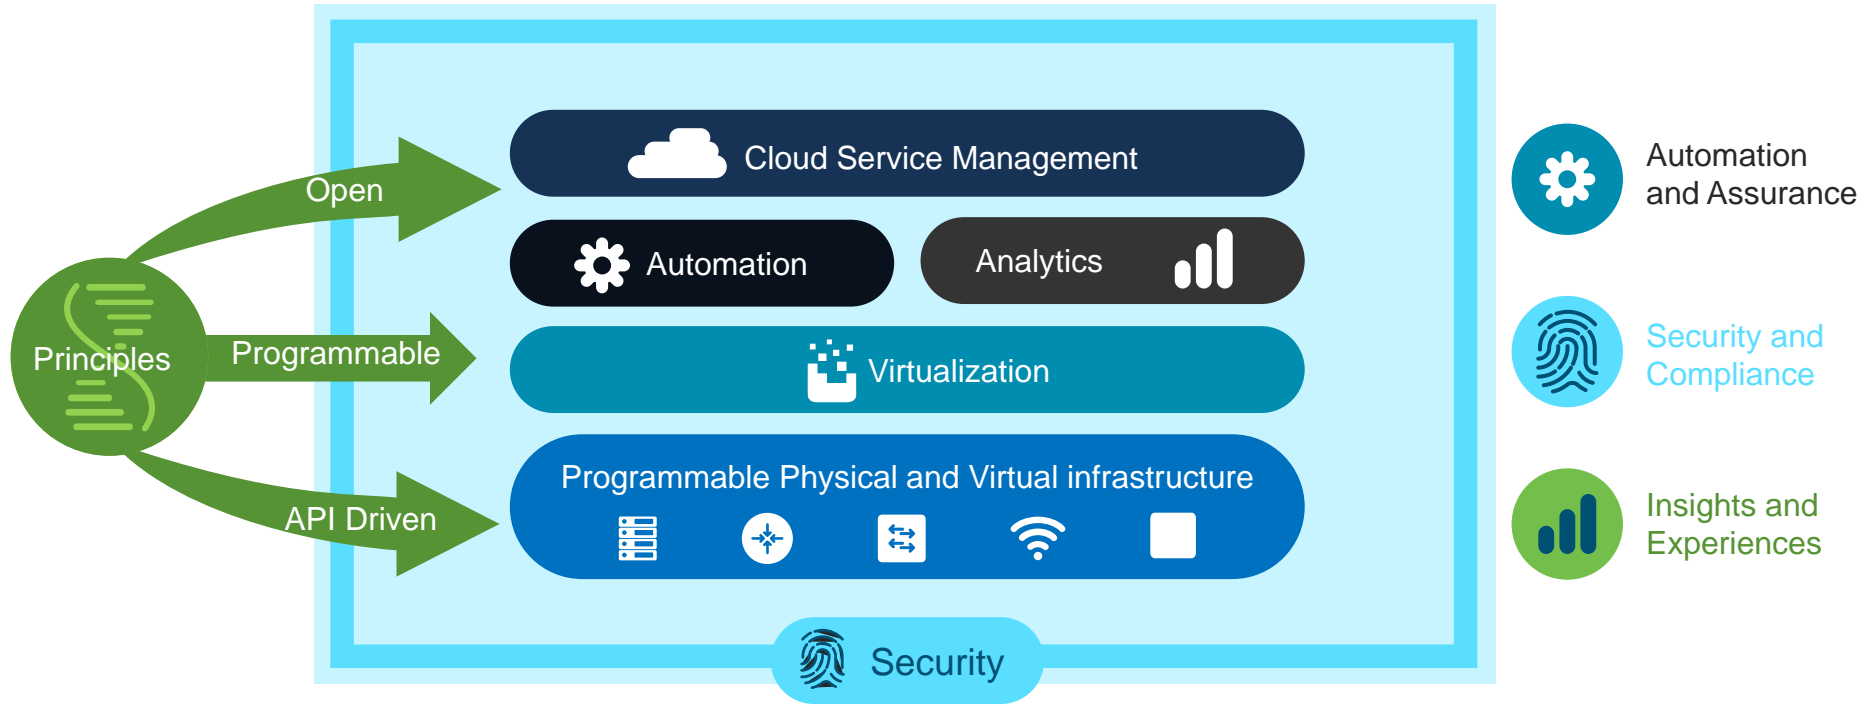 Principles
Open
Programmable
API Driven
Cloud Service Management
Automation
Analytics
Virtualization
Programmable Physical and Virtual infrastructure
Security
Automation
and Assurance
Security and
Compliance
Insights and
Experiences